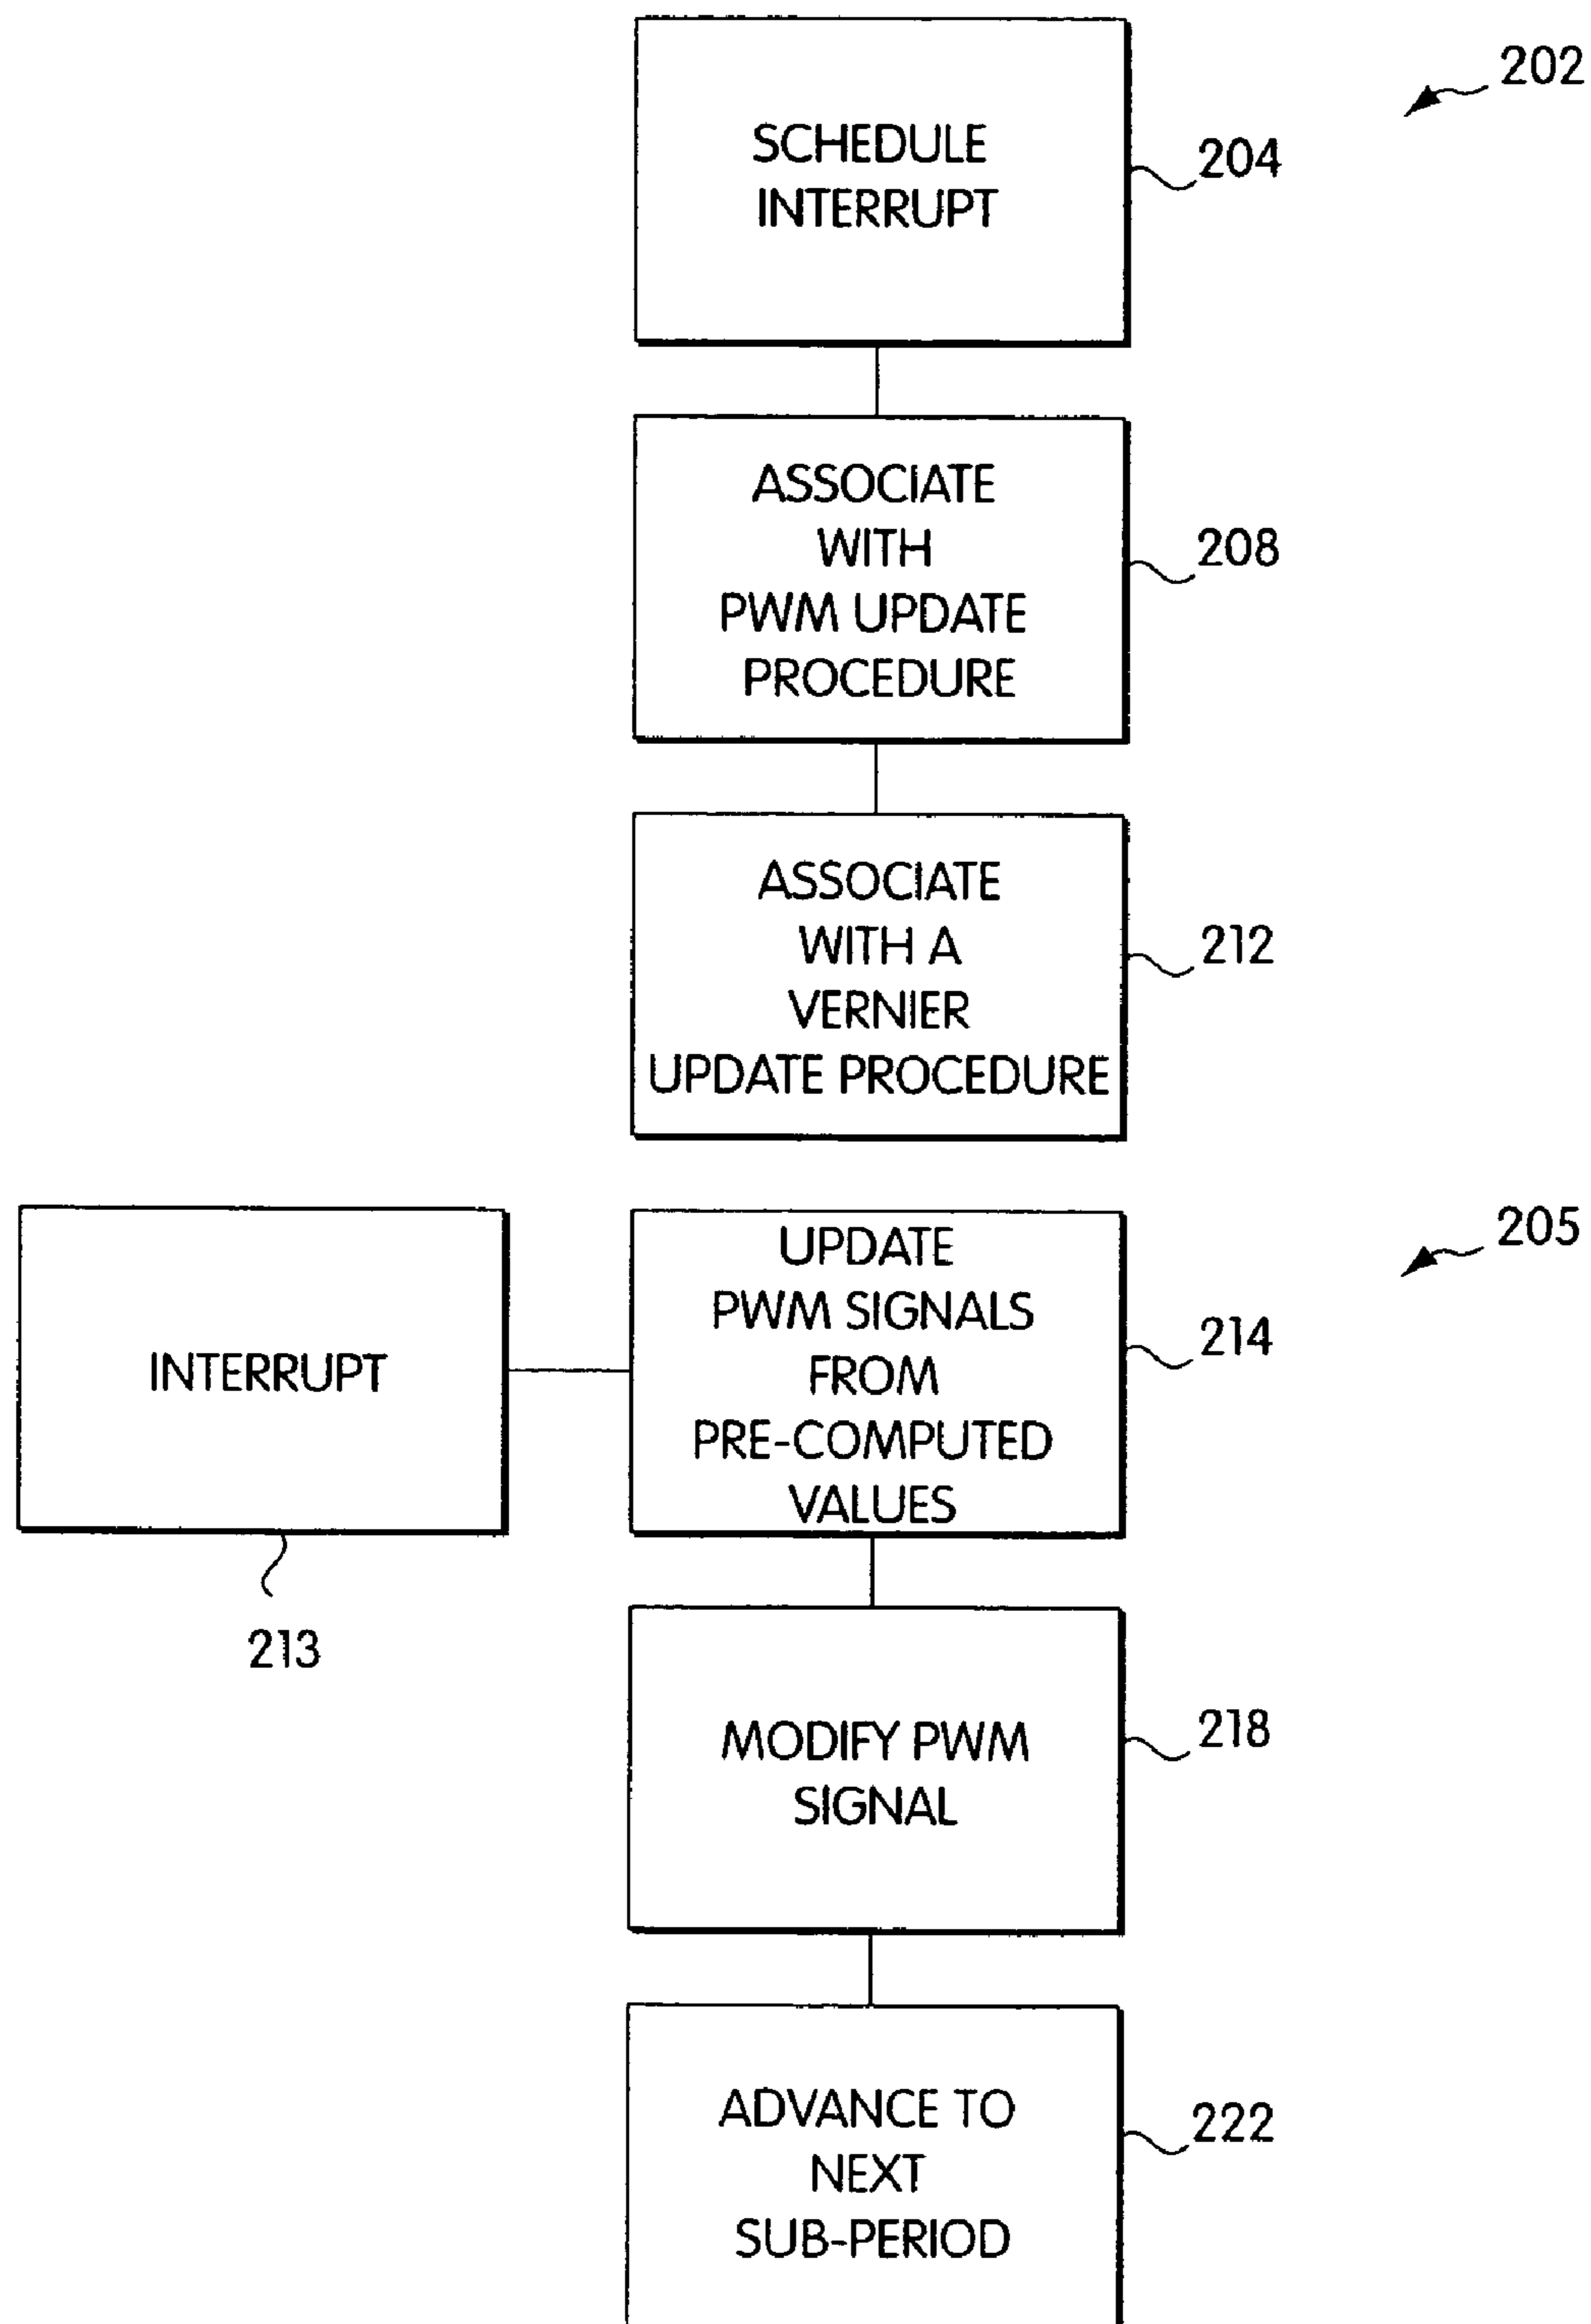 202
SCHEDULE
INTERRUPT
204
ASSOCIATE
WITH
PWM UPDATE
PROCEDURE
208
ASSOCIATE
WITH A
VERNIER
UPDATE PROCEDURE
212
205
INTERRUPT
213
UPDATE
PWM SIGNALS
FROM
PRE-COMPUTED
VALUES
214
MODIFY PWM
SIGNAL
218
ADVANCE TO
NEXT
SUB-PERIOD
222